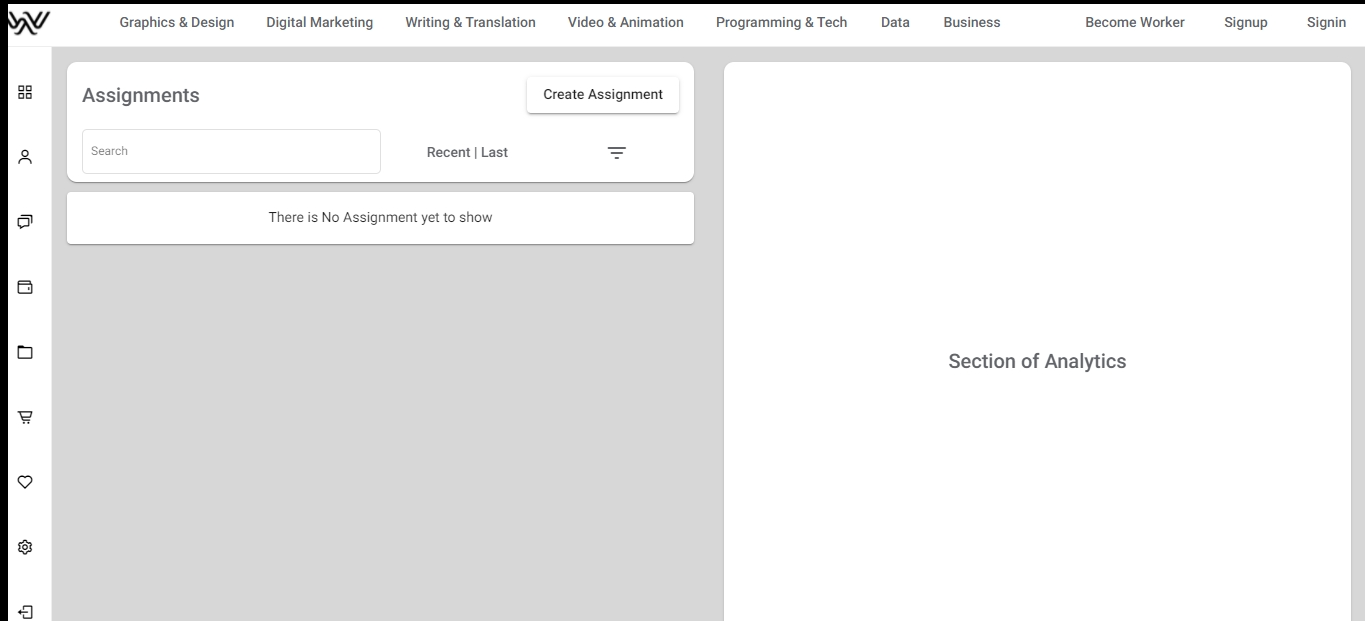 Graphics & Design Digital Marketing Writing & Translation Video & Animation Programming & Tech Data Business Become Worker Signup Signin
Assignments
Create Assignment
Search
Recent | Last
There is No Assignment yet to show
Section of Analytics